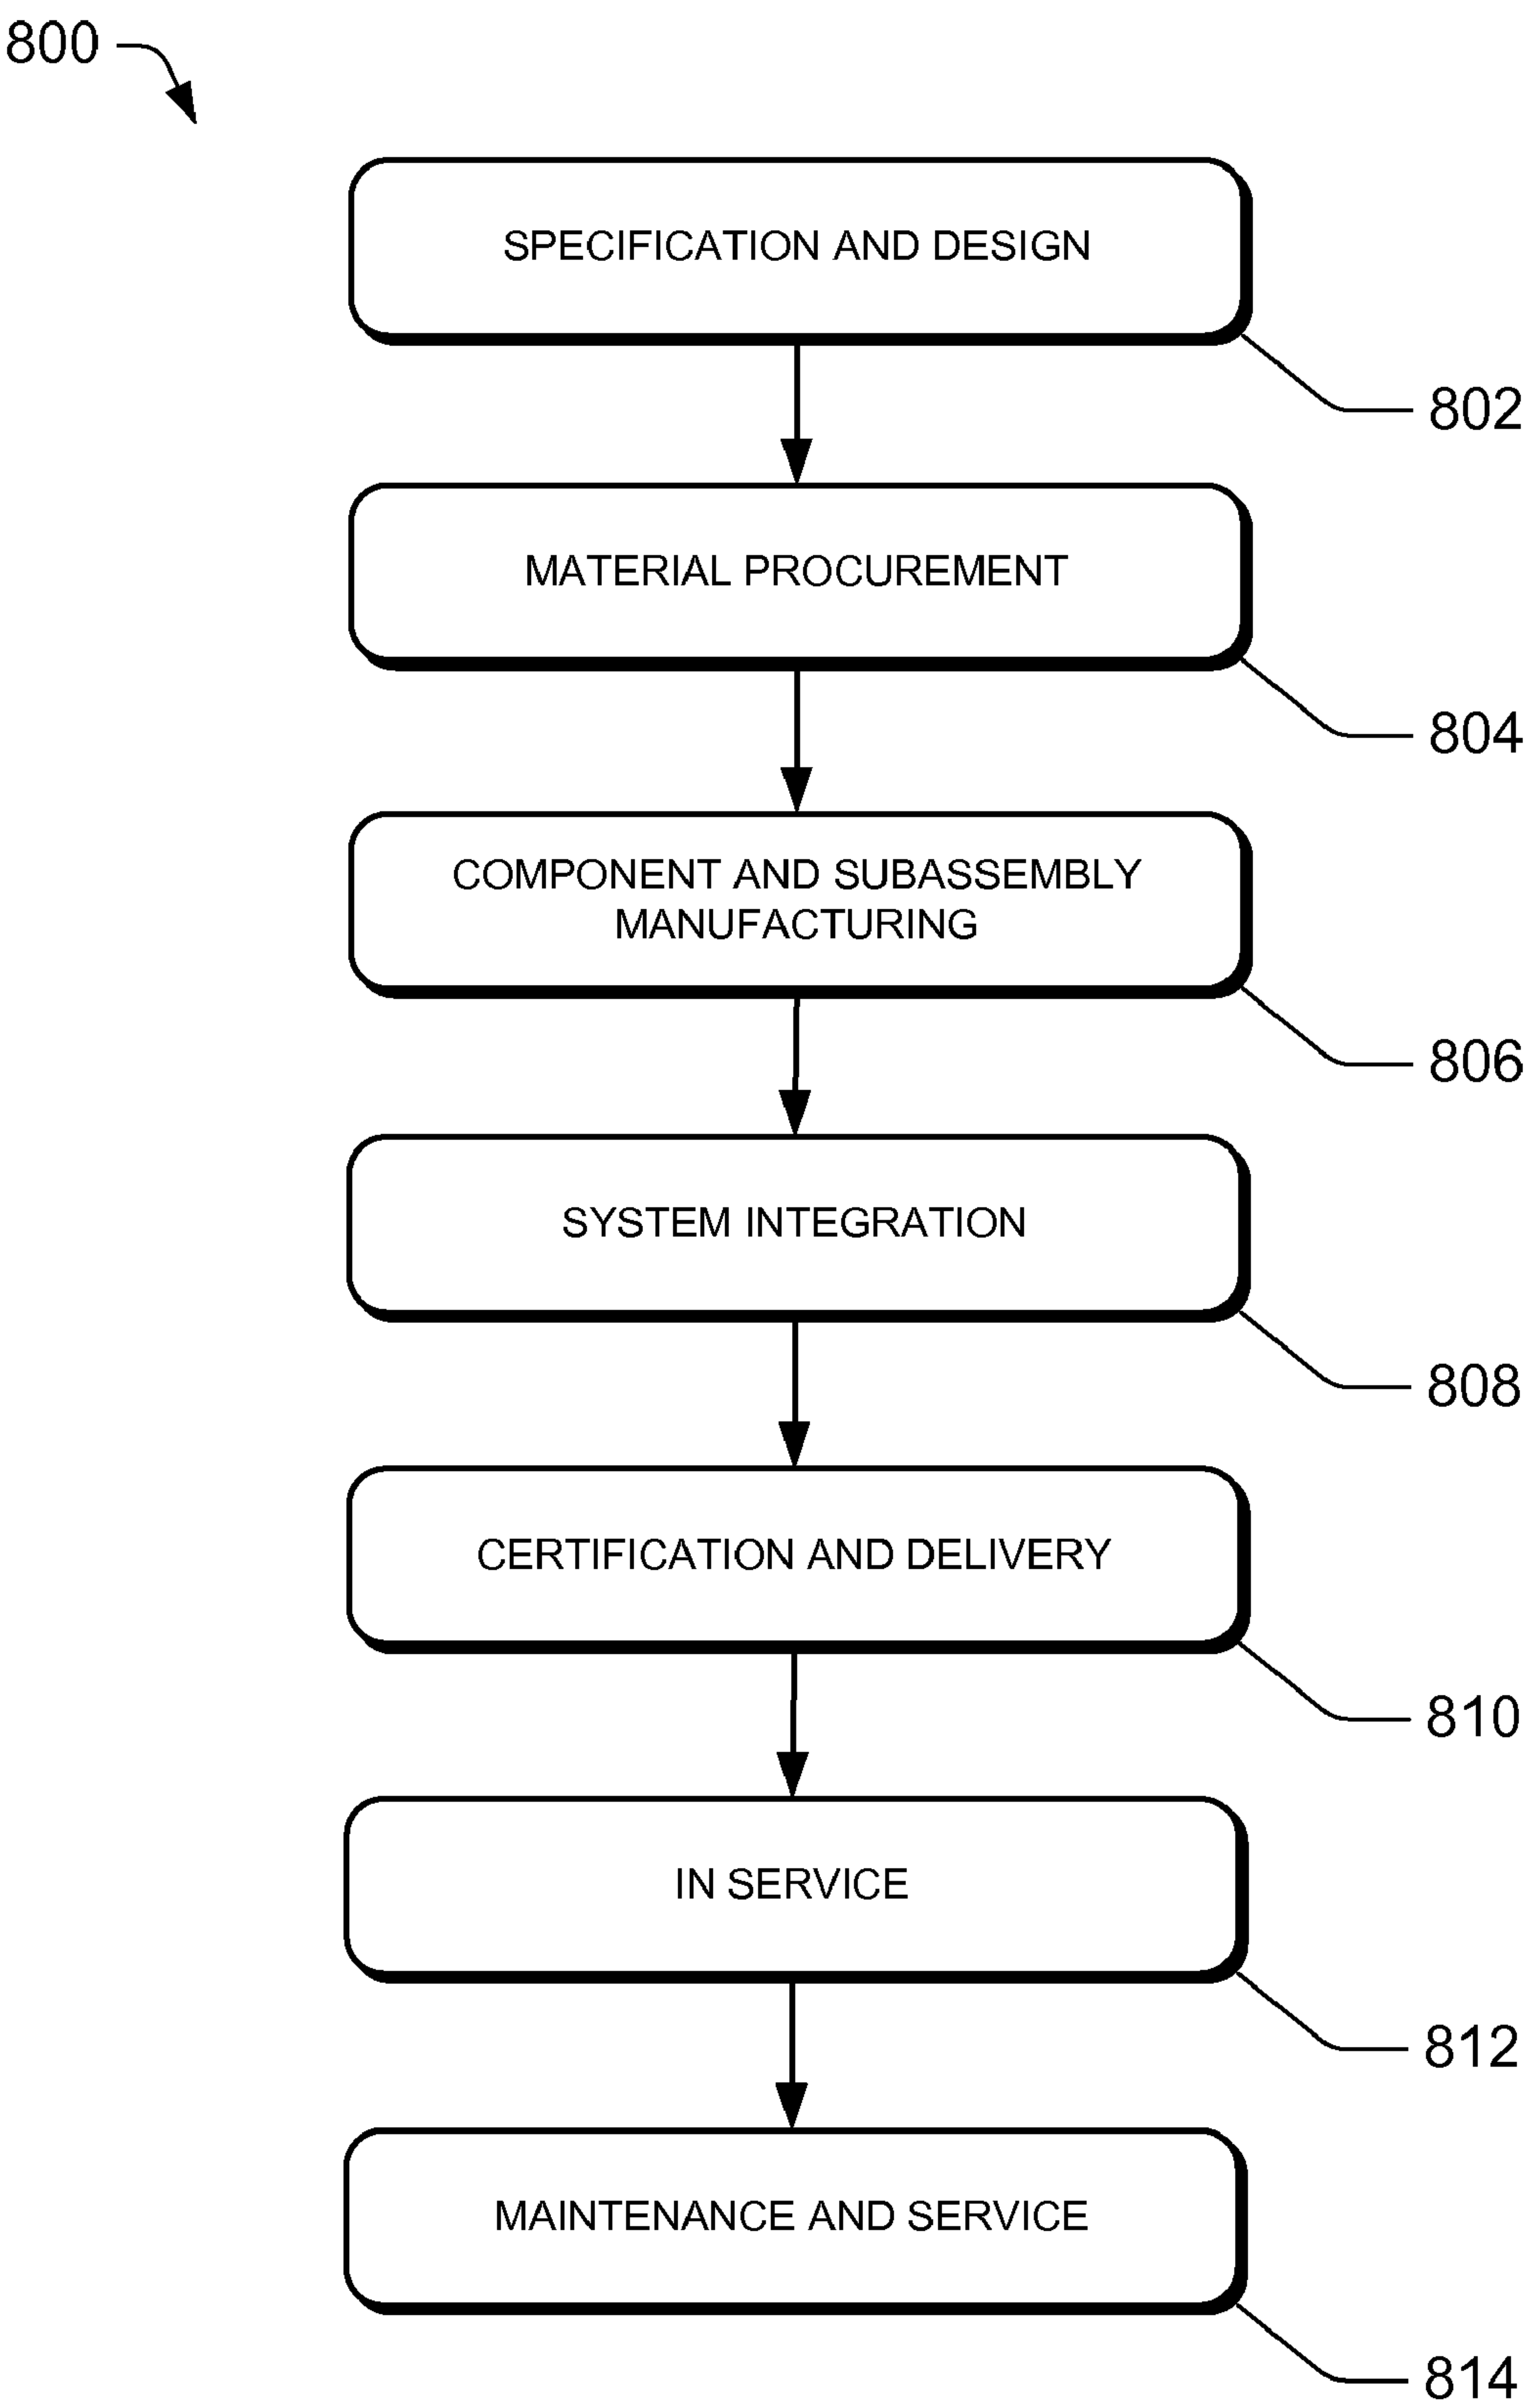 800
SPECIFICATION AND DESIGN
802
MATERIAL PROCUREMENT
804
COMPONENT AND SUBASSEMBLY
MANUFACTURING
806
SYSTEM INTEGRATION
808
CERTIFICATION AND DELIVERY
810
IN SERVICE
812
MAINTENANCE AND SERVICE
814